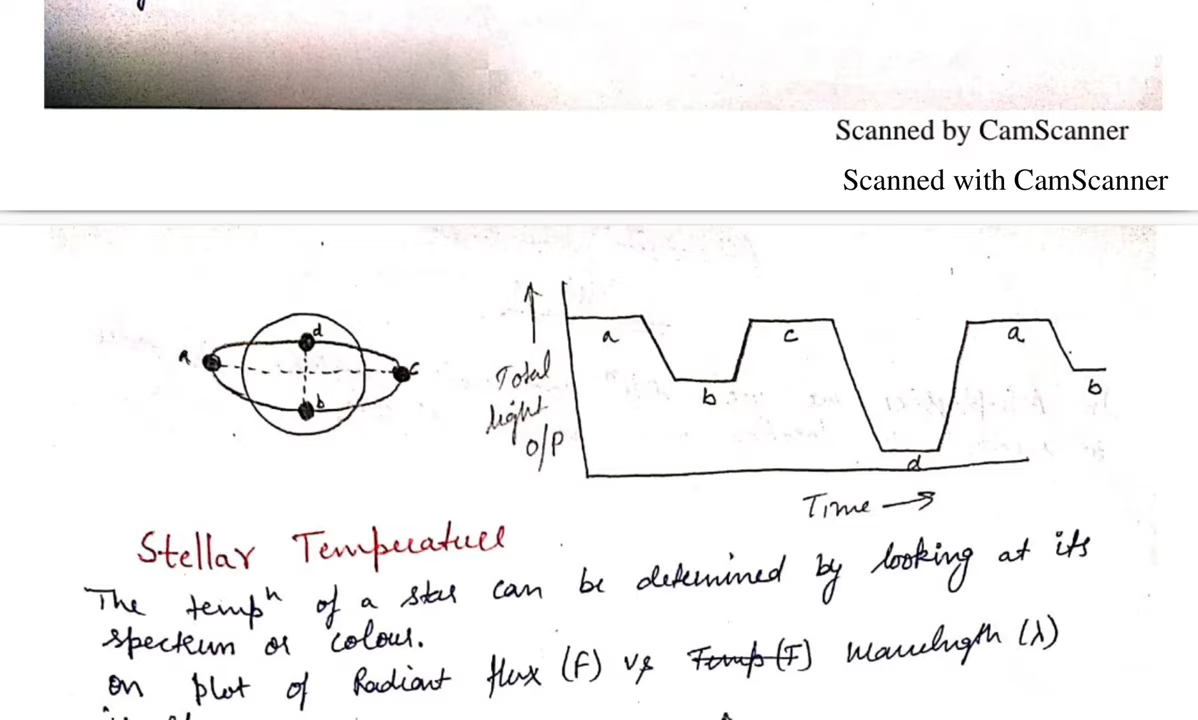 Scanned by CamScanner
Scanned with CamScanner
a
d
c
b
Total
light
O/P
a
b
c
d
a
b
Time
Stellar Temperature
The tempⁿ of a star can be determined by looking at its
spectrum or colour.
on plot of Radiant flux (F) vs Temp (T) wavelength (λ)